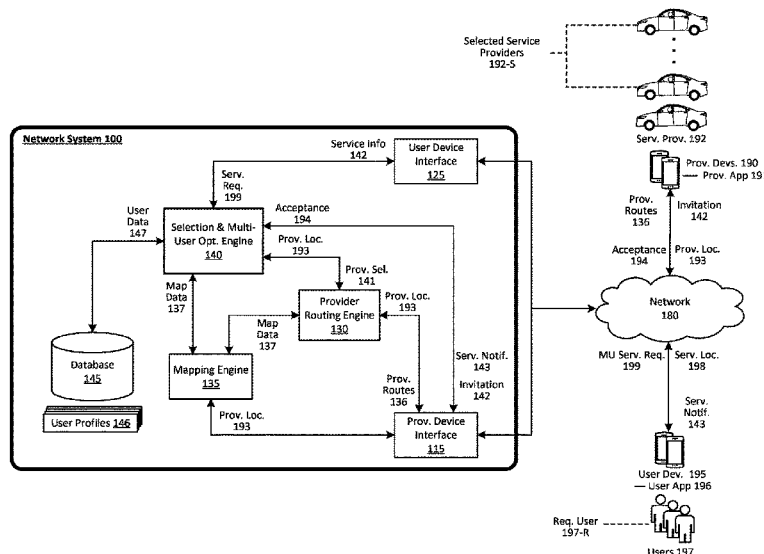 Selected Service
Providers
192-S
Serv. Prov. 192
Prov. Devs. 190
Prov. App 19
Prov.
Routes
136
Invitation
142
Acceptance
194
Prov. Loc.
193
Network
180
MU Serv. Req.
199
Serv. Loc.
198
Serv.
Notif.
143
User Dev. 195
User App 196
Req. User
197-R
Users 197
Network System 100
Service Info
142
User Device
Interface
125
Serv.
Req.
199
User
Data
147
Selection & Multi-
User Opt. Engine
140
Acceptance
194
Prov. Loc.
193
Prov. Sel.
141
Map
Data
137
Provider
Routing Engine
130
Prov. Loc.
193
Map
Data
137
Database
145
Mapping Engine
135
Serv. Notif.
143
Prov.
Routes
136
Invitation
142
User Profiles 146
Prov. Loc.
193
Prov. Device
Interface
115